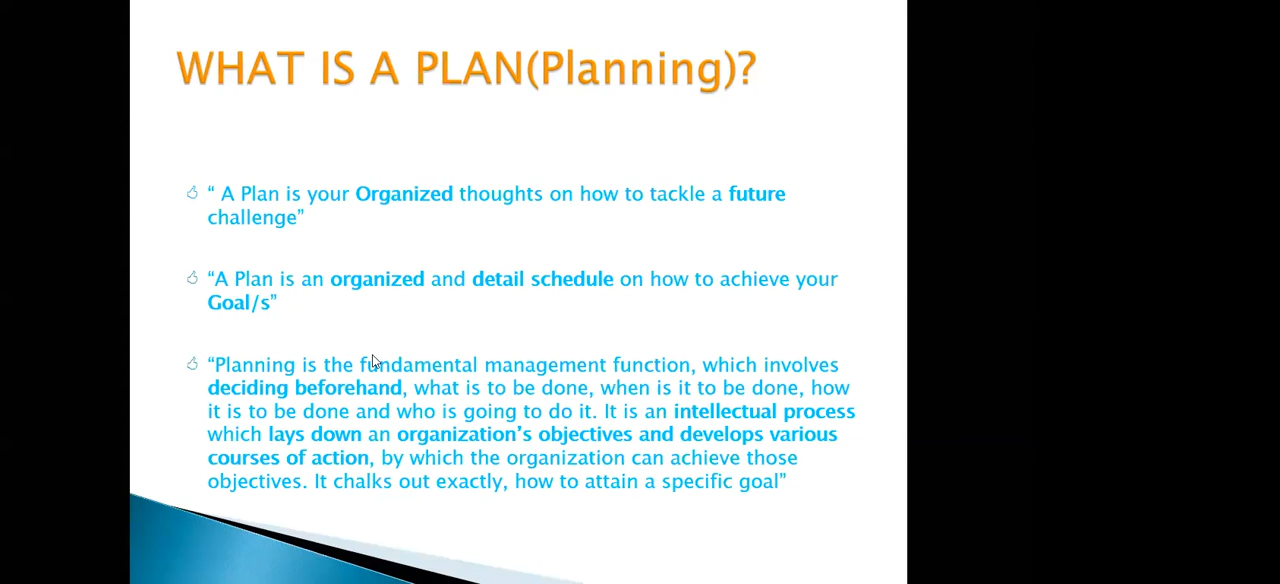 WHAT IS A PLAN(Planning)?
“ A Plan is your Organized thoughts on how to tackle a future
challenge”
“A Plan is an organized and detail schedule on how to achieve your
Goal/s”
“Planning is the fundamental management function, which involves
deciding beforehand, what is to be done, when is it to be done, how
it is to be done and who is going to do it. It is an intellectual process
which lays down an organization’s objectives and develops various
courses of action, by which the organization can achieve those
objectives. It chalks out exactly, how to attain a specific goal”